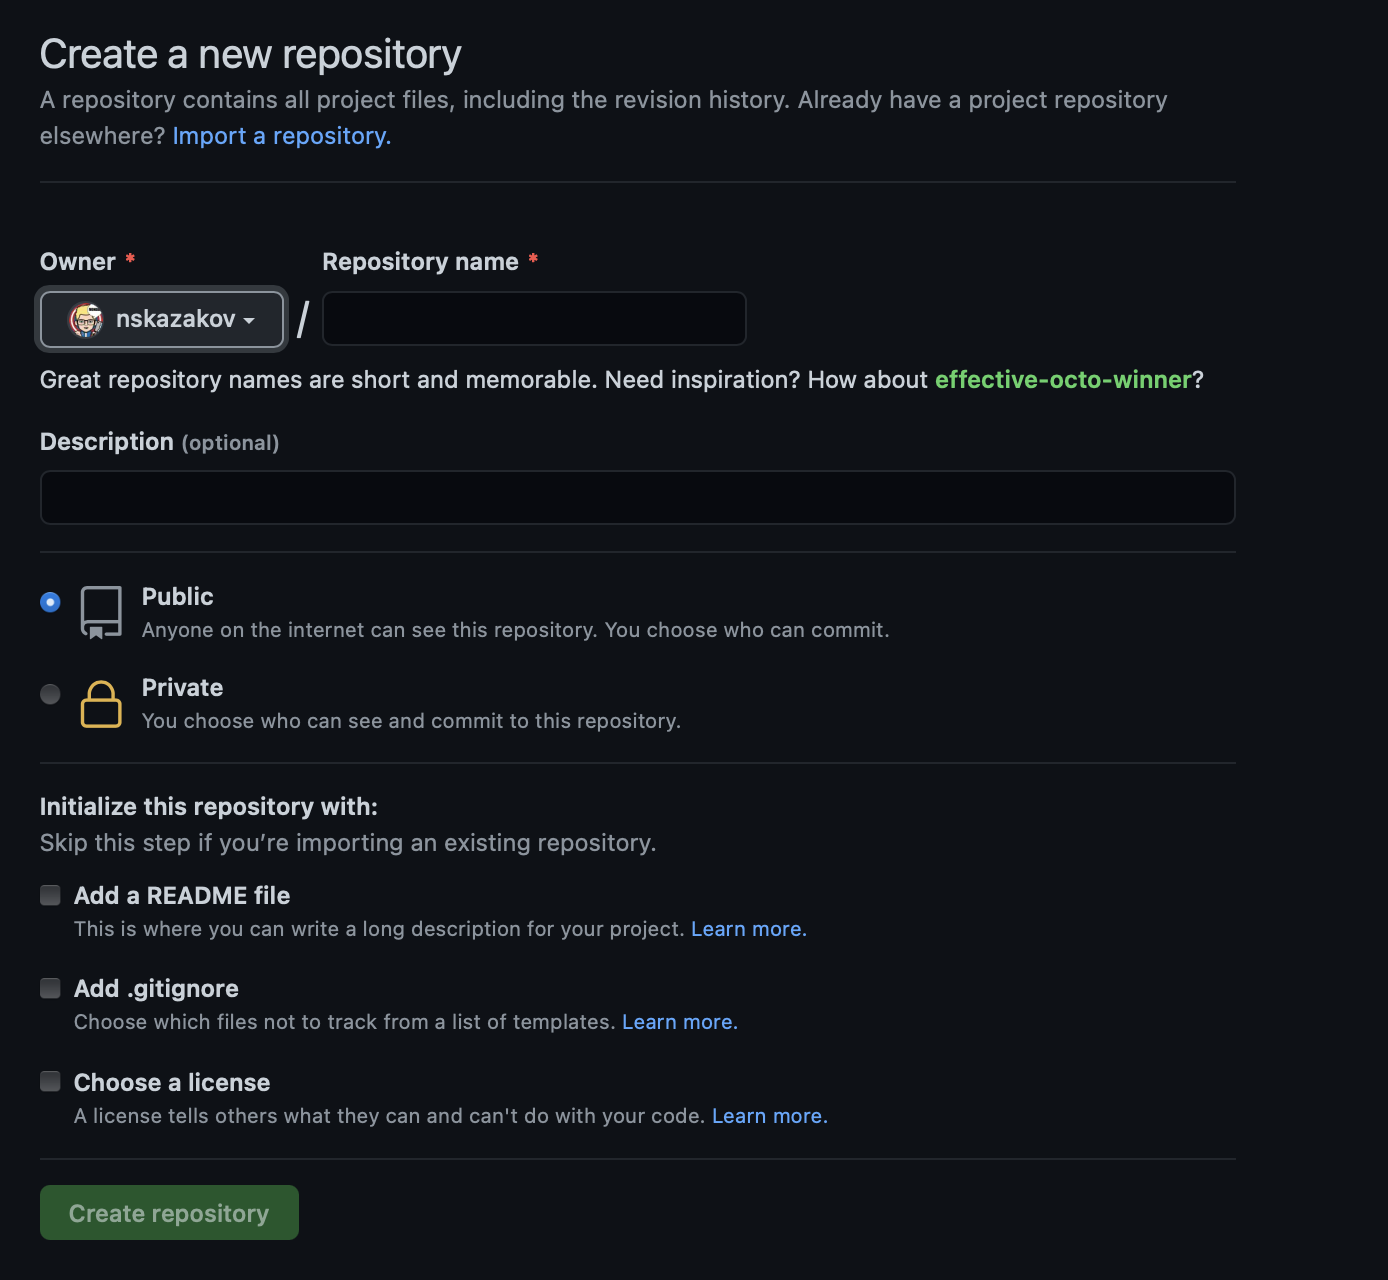 Create a new repository
A repository contains all project files, including the revision history. Already have a project repository
elsewhere? Import a repository.
Owner * Repository name *
nskazakov /
Great repository names are short and memorable. Need inspiration? How about effective-octo-winner?
Description (optional)
Public
Anyone on the internet can see this repository. You choose who can commit.
Private
You choose who can see and commit to this repository.
Initialize this repository with:
Skip this step if you’re importing an existing repository.
Add a README file
This is where you can write a long description for your project. Learn more.
Add .gitignore
Choose which files not to track from a list of templates. Learn more.
Choose a license
A license tells others what they can and can't do with your code. Learn more.
Create repository